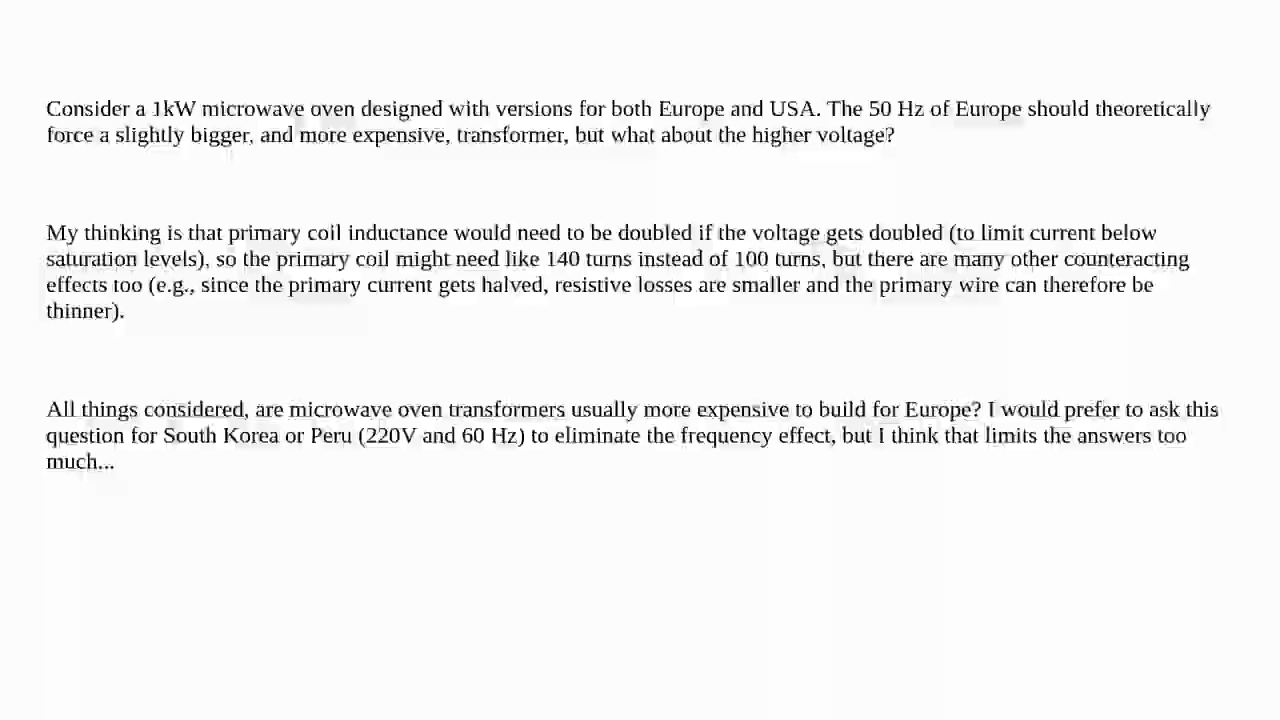 Consider a 1kW microwave oven designed with versions for both Europe and USA. The 50 Hz of Europe should theoretically
force a slightly bigger, and more expensive, transformer, but what about the higher voltage?
My thinking is that primary coil inductance would need to be doubled if the voltage gets doubled (to limit current below
saturation levels), so the primary coil might need like 140 turns instead of 100 turns, but there are many other counteracting
effects too (e.g., since the primary current gets halved, resistive losses are smaller and the primary wire can therefore be
thinner).
All things considered, are microwave oven transformers usually more expensive to build for Europe? I would prefer to ask this
question for South Korea or Peru (220V and 60 Hz) to eliminate the frequency effect, but I think that limits the answers too
much...